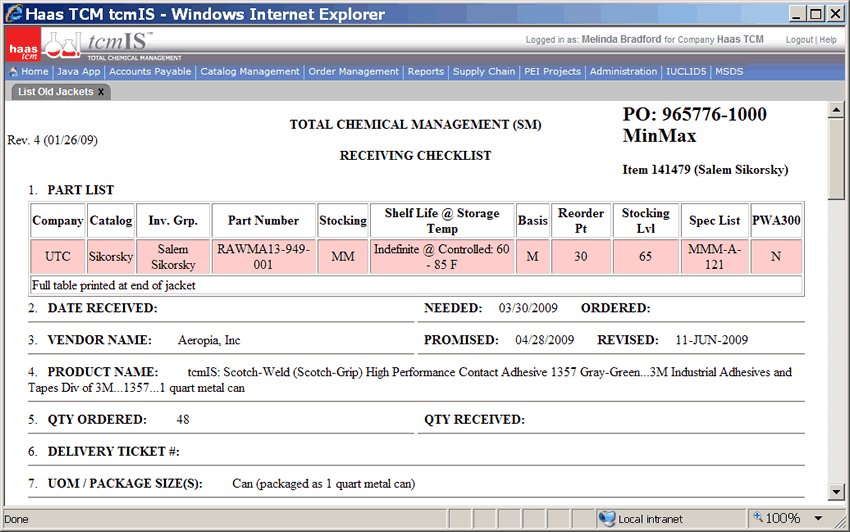 Haas TCM tcmIS - Windows Internet Explorer
haas tcm
tcmIS™
TOTAL CHEMICAL MANAGEMENT
Logged in as: Melinda Bradford for Company Haas TCM
Logout | Help
Home | Java App | Accounts Payable | Catalog Management | Order Management | Reports | Supply Chain | PEI Projects | Administration | IUCLID5 | MSDS
List Old Jackets X
PO: 965776-1000
MinMax
TOTAL CHEMICAL MANAGEMENT (SM)
Rev. 4 (01/26/09)
RECEIVING CHECKLIST
Item 141479 (Salem Sikorsky)
1. PART LIST
Company Catalog Inv. Grp. Part Number Stocking Shelf Life @ Storage Temp Basis Reorder Pt Stocking Lvl Spec List PWA300
UTC Sikorsky Salem Sikorsky RAWMA13-949-001 MM Indefinite @ Controlled: 60 - 85 F M 30 65 MMM-A-121 N
Full table printed at end of jacket
2. DATE RECEIVED: NEEDED: 03/30/2009 ORDERED:
3. VENDOR NAME: Aeropia, Inc PROMISED: 04/28/2009 REVISED: 11-JUN-2009
4. PRODUCT NAME: tcmIS: Scotch-Weld (Scotch-Grip) High Performance Contact Adhesive 1357 Gray-Green...3M Industrial Adhesives and
Tapes Div of 3M...1357...1 quart metal can
5. QTY ORDERED: 48 QTY RECEIVED:
6. DELIVERY TICKET #:
7. UOM / PACKAGE SIZE(S): Can (packaged as 1 quart metal can)
Done
Local intranet
100%